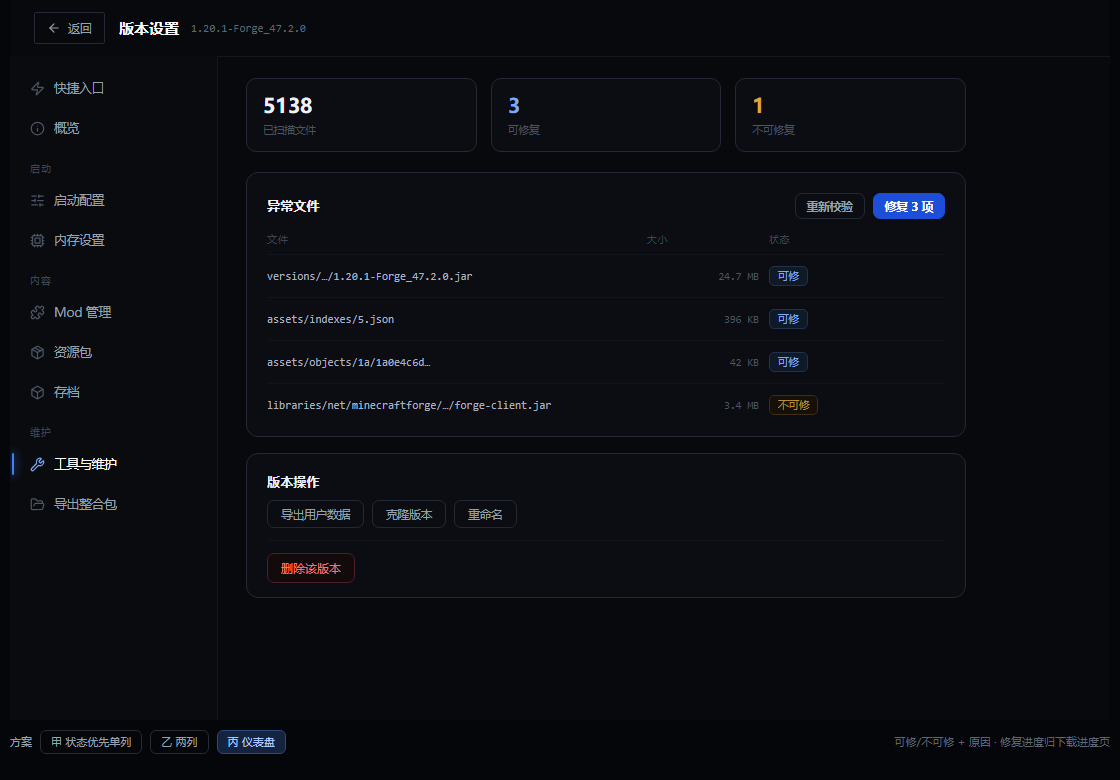 返回 版本设置 1.20.1-Forge_47.2.0
快捷入口
概览
启动
启动配置
内存设置
内容
Mod 管理
资源包
存档
维护
工具与维护
导出整合包
5138
已扫描文件
3
可修复
1
不可修复
异常文件 重新校验 修复 3 项
文件 大小 状态
versions/…/1.20.1-Forge_47.2.0.jar 24.7 MB 可修
assets/indexes/5.json 396 KB 可修
assets/objects/1a/1a0e4c6d… 42 KB 可修
libraries/net/minecraftforge/…/forge-client.jar 3.4 MB 不可修
版本操作
导出用户数据 克隆版本 重命名
删除该版本
方案 甲 状态优先单列 乙 两列 丙 仪表盘 可修/不可修 + 原因 · 修复进度归下载进度页